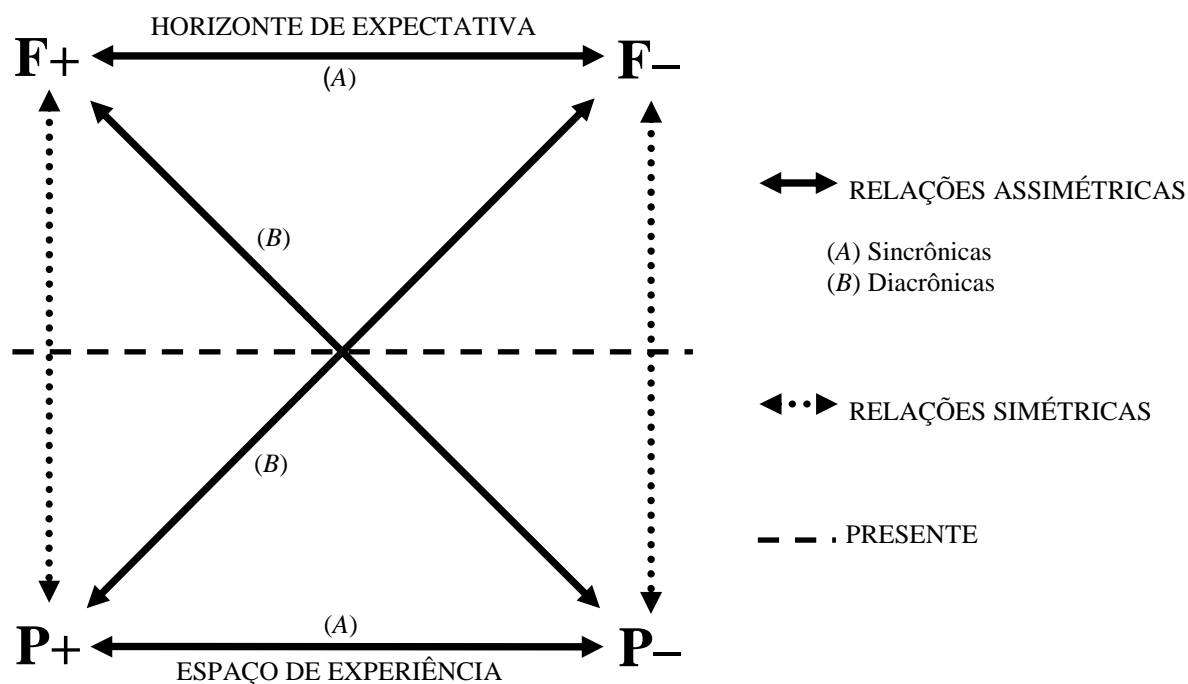 HORIZONTE DE EXPECTATIVA
F+
F–
(A)
RELAÇÕES ASSIMÉTRICAS
(B)
(A) Sincrônicas
(B) Diacrônicas
RELAÇÕES SIMÉTRICAS
(B)
PRESENTE
(A)
P+
P–
ESPAÇO DE EXPERIÊNCIA